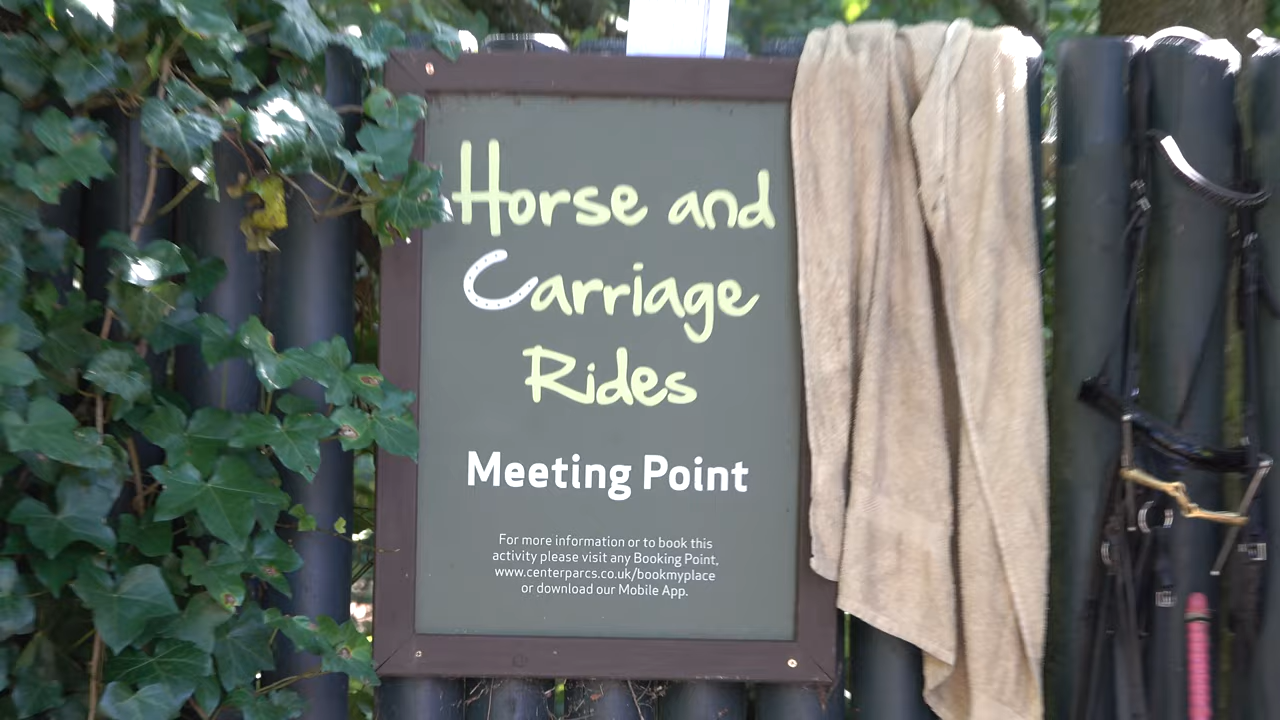 Horse and
Carriage
Rides
Meeting Point
For more information or to book this
activity please visit any Booking Point,
www.centerparcs.co.uk/bookmyplace
or download our Mobile App.